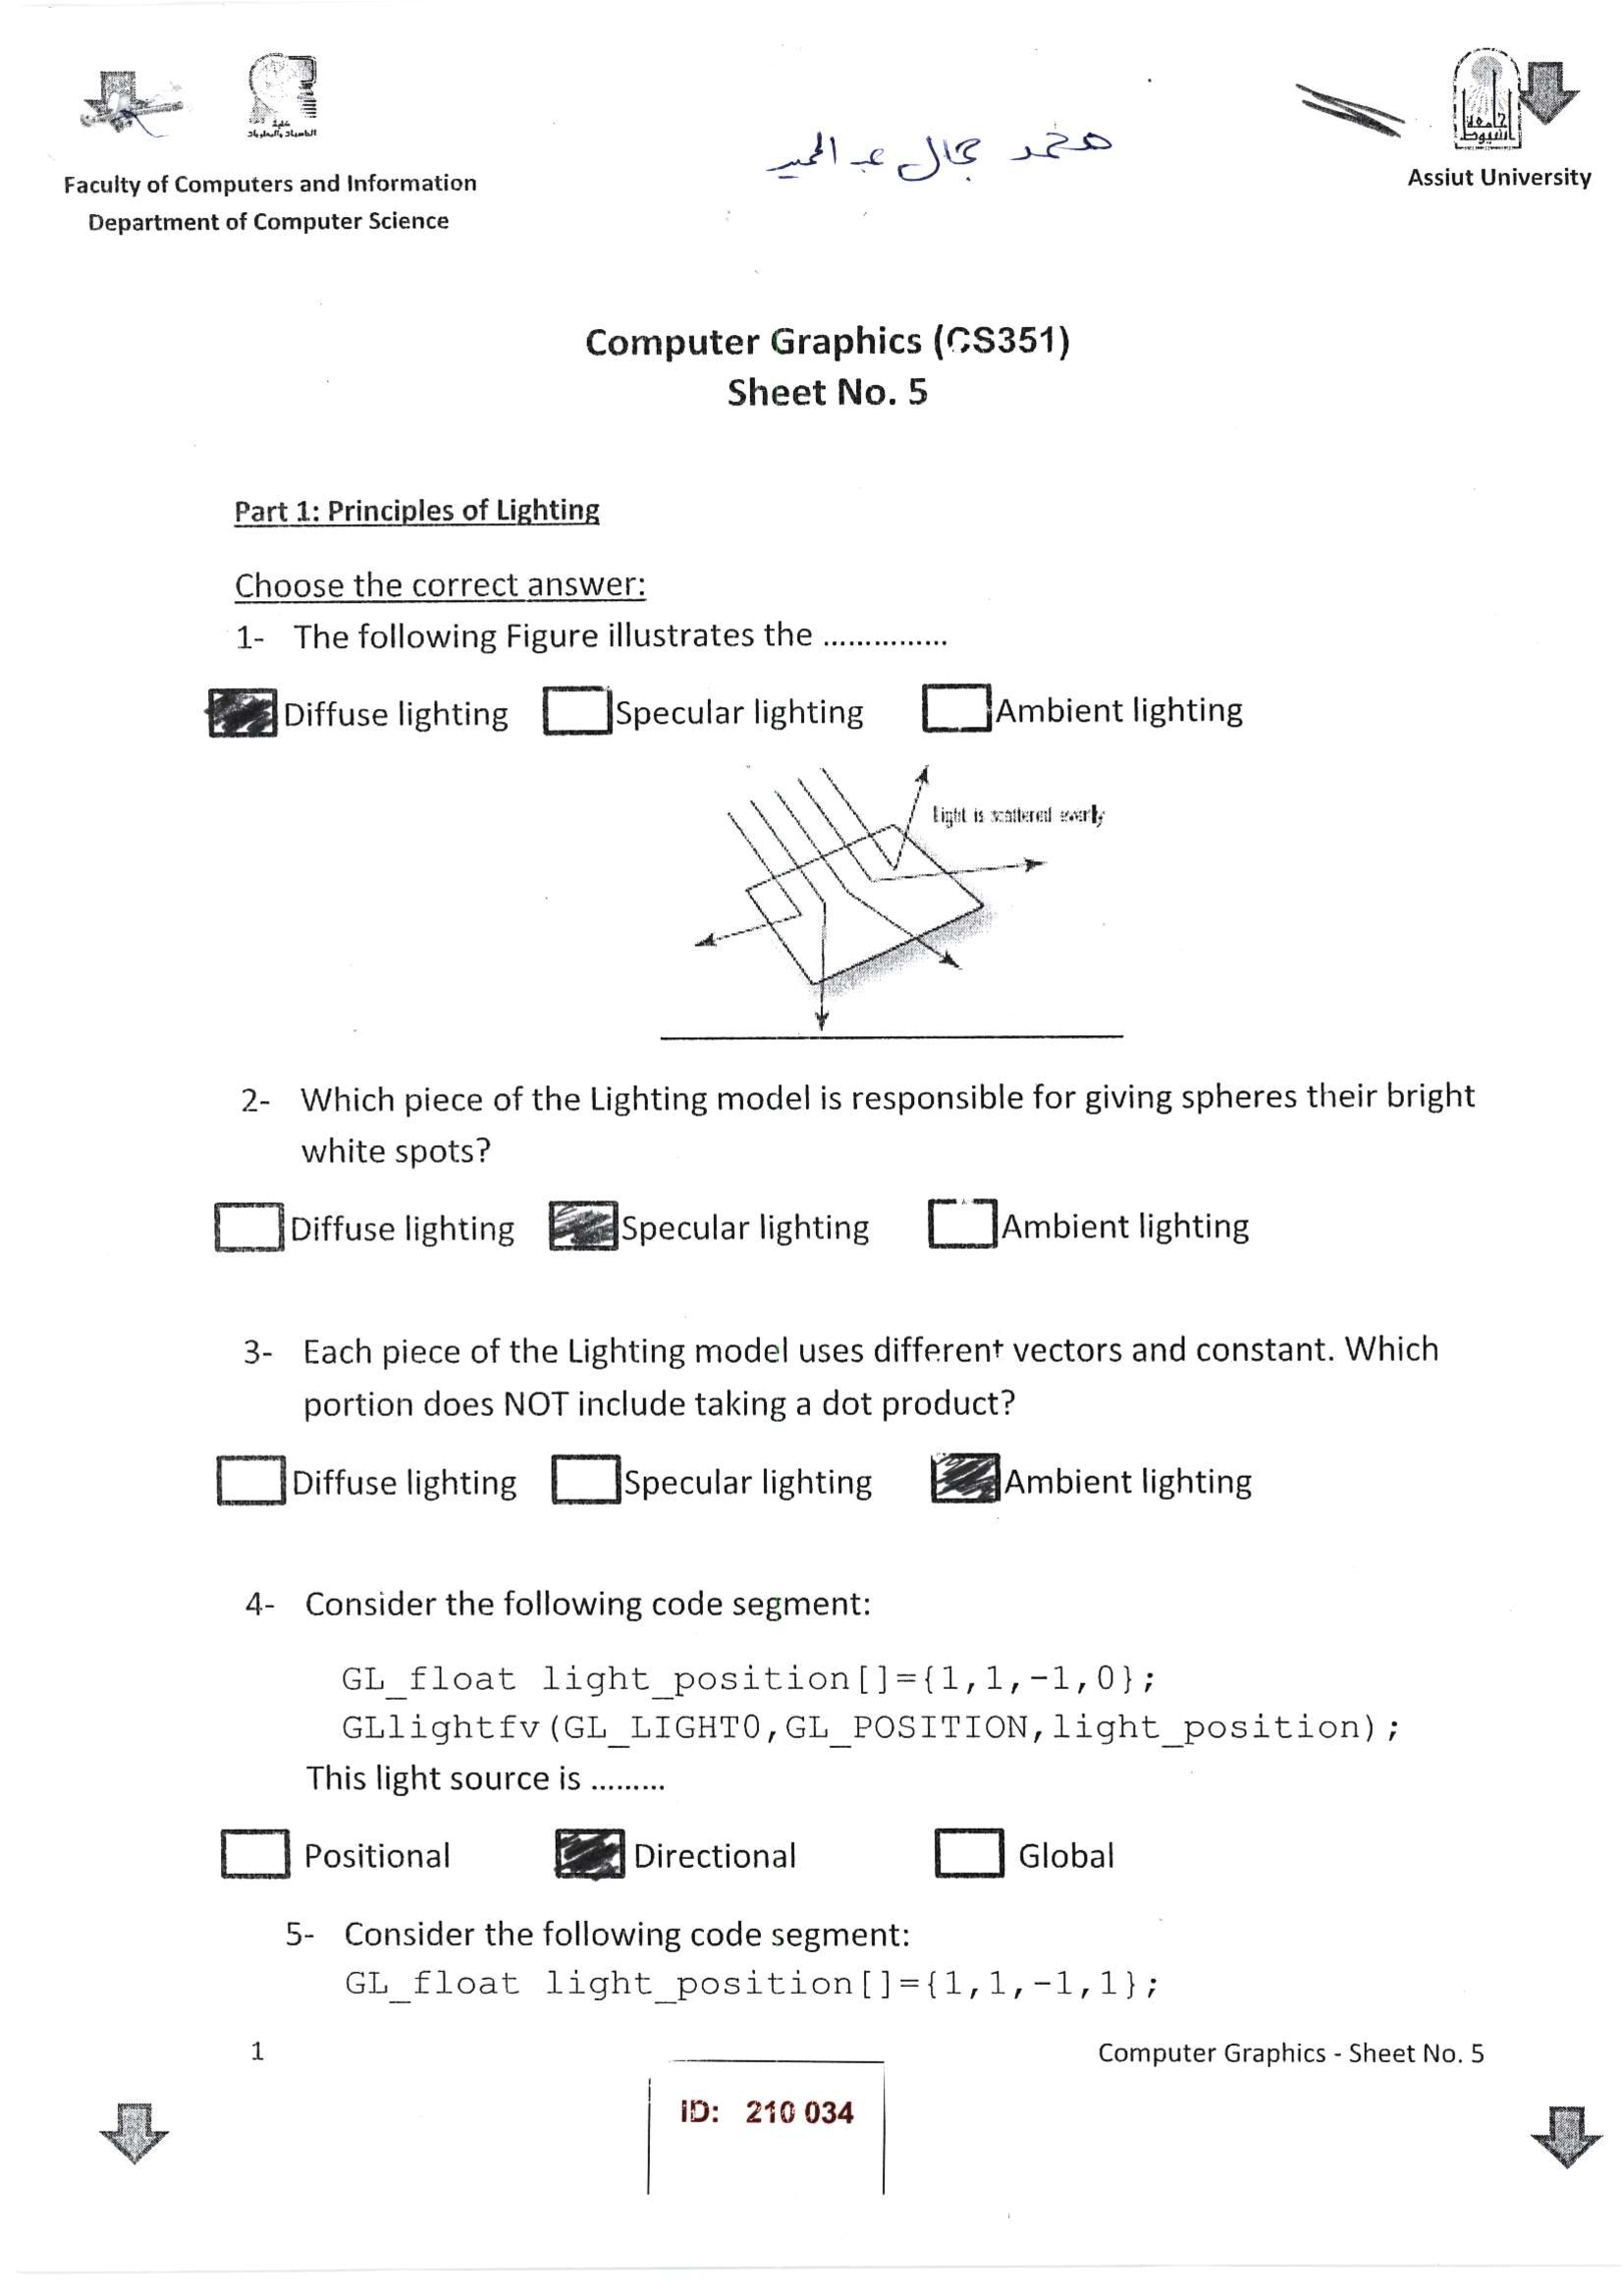 كلية
الحاسبات والمعلومات
محمد جمال عبد الحميد
جامعة
أسيوط
Faculty of Computers and Information
Assiut University
Department of Computer Science
Computer Graphics (CS351)
Sheet No. 5
Part 1: Principles of Lighting
Choose the correct answer:
1- The following Figure illustrates the ...............
Diffuse lighting Specular lighting Ambient lighting
Light is scattered evenly
2- Which piece of the Lighting model is responsible for giving spheres their bright
white spots?
Diffuse lighting Specular lighting Ambient lighting
3- Each piece of the Lighting model uses different vectors and constant. Which
portion does NOT include taking a dot product?
Diffuse lighting Specular lighting Ambient lighting
4- Consider the following code segment:
GL_float light_position[]={1,1,-1,0};
GLlightfv(GL_LIGHT0,GL_POSITION,light_position);
This light source is .........
Positional Directional Global
5- Consider the following code segment:
GL_float light_position[]={1,1,-1,1};
1 Computer Graphics - Sheet No. 5
ID: 210 034